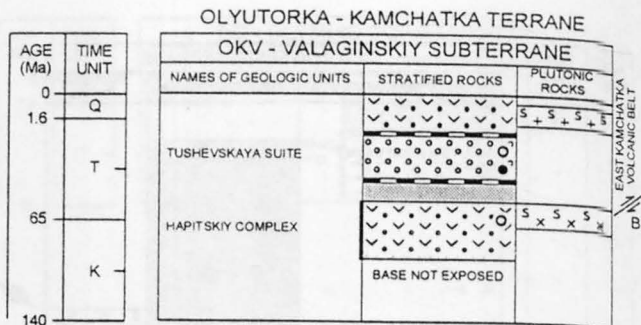 OLYUTORKA - KAMCHATKA TERRANE
OKV - VALAGINSKIY SUBTERRANE
AGE
(Ma)
TIME
UNIT
NAMES OF GEOLOGIC UNITS
STRATIFIED ROCKS
PLUTONIC
ROCKS
0
Q
1.6
S + S + S + S
TUSHEVSKAYA SUITE
T
EAST KAMCHATKA
VOLCANIC BELT
65
HAPITSKIY COMPLEX
S x S x S
B
K
BASE NOT EXPOSED
140